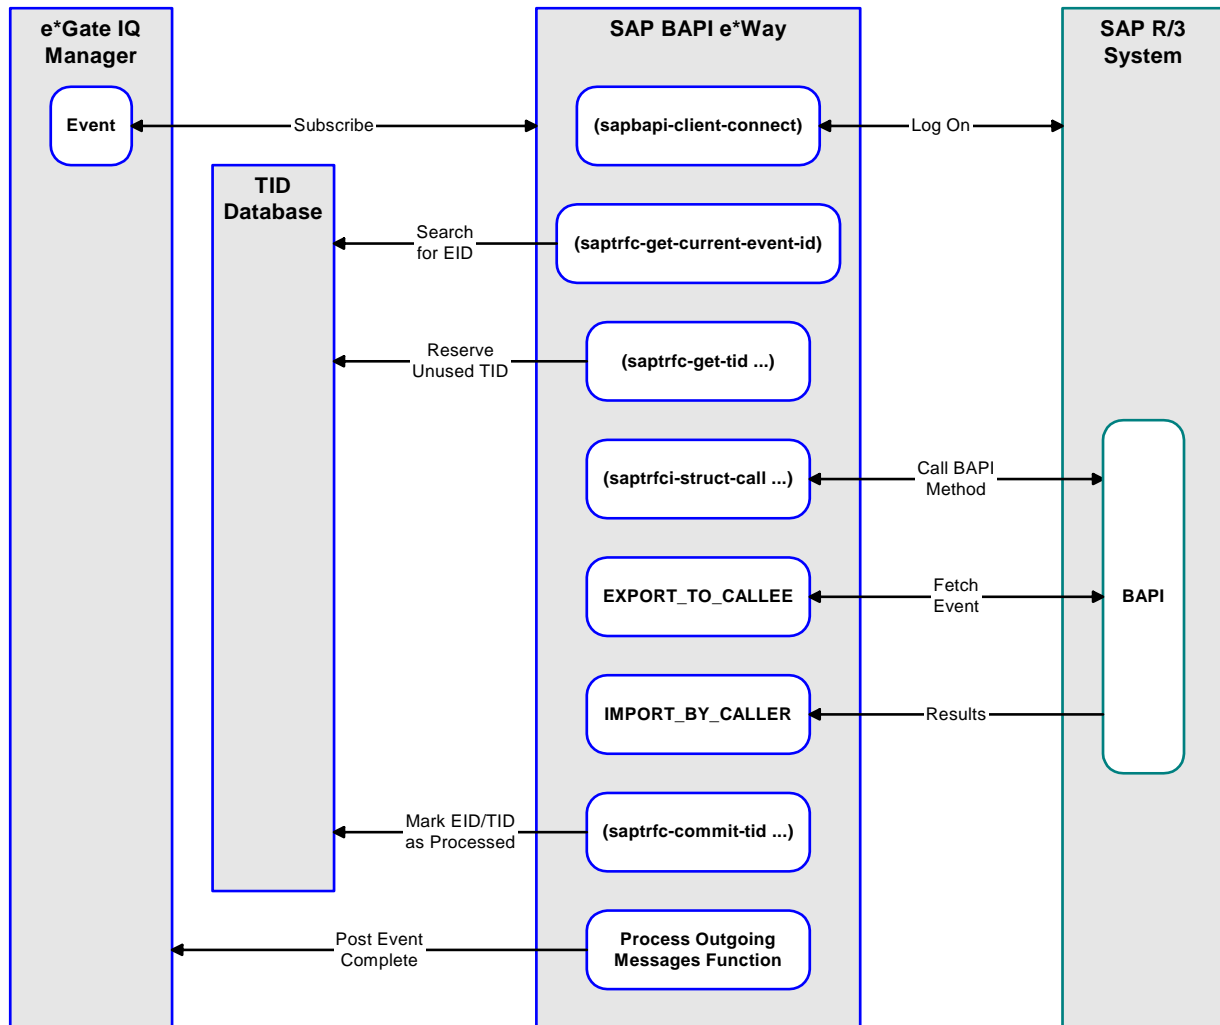 e*Gate IQ
Manager
SAP BAPI e*Way
SAP R/3
System
Event
Subscribe
(sapbapi-client-connect)
Log On
TID
Database
Search
for EID
(saptrfc-get-current-event-id)
Reserve
Unused TID
(saptrfc-get-tid ...)
(saptrfci-struct-call ...)
Call BAPI
Method
EXPORT_TO_CALLEE
Fetch
Event
BAPI
IMPORT_BY_CALLER
Results
Mark EID/TID
as Processed
(saptrfc-commit-tid ...)
Post Event
Complete
Process Outgoing
Messages Function